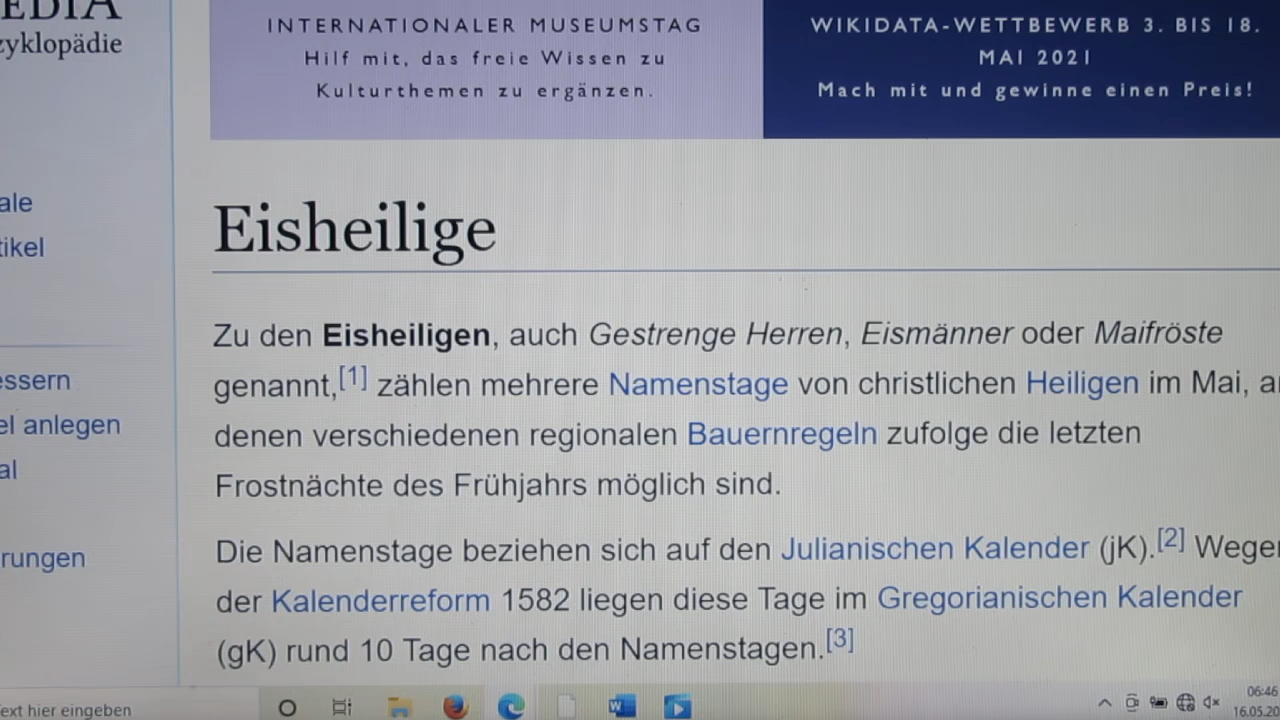 EDIA
zyklopädie
INTERNATIONALER MUSEUMSTAG
Hilf mit, das freie Wissen zu
Kulturthemen zu ergänzen.
WIKIDATA-WETTBEWERB 3. BIS 18.
MAI 2021
Mach mit und gewinne einen Preis!
ale
tikel
essern
el anlegen
al
rungen
Eisheilige
Zu den Eisheiligen, auch Gestrenge Herren, Eismänner oder Maifröste
genannt,[1] zählen mehrere Namenstage von christlichen Heiligen im Mai, a
denen verschiedenen regionalen Bauernregeln zufolge die letzten
Frostnächte des Frühjahrs möglich sind.
Die Namenstage beziehen sich auf den Julianischen Kalender (jK).[2] Wege
der Kalenderreform 1582 liegen diese Tage im Gregorianischen Kalender
(gK) rund 10 Tage nach den Namenstagen.[3]
ext hier eingeben
W
06:46
16.05.20